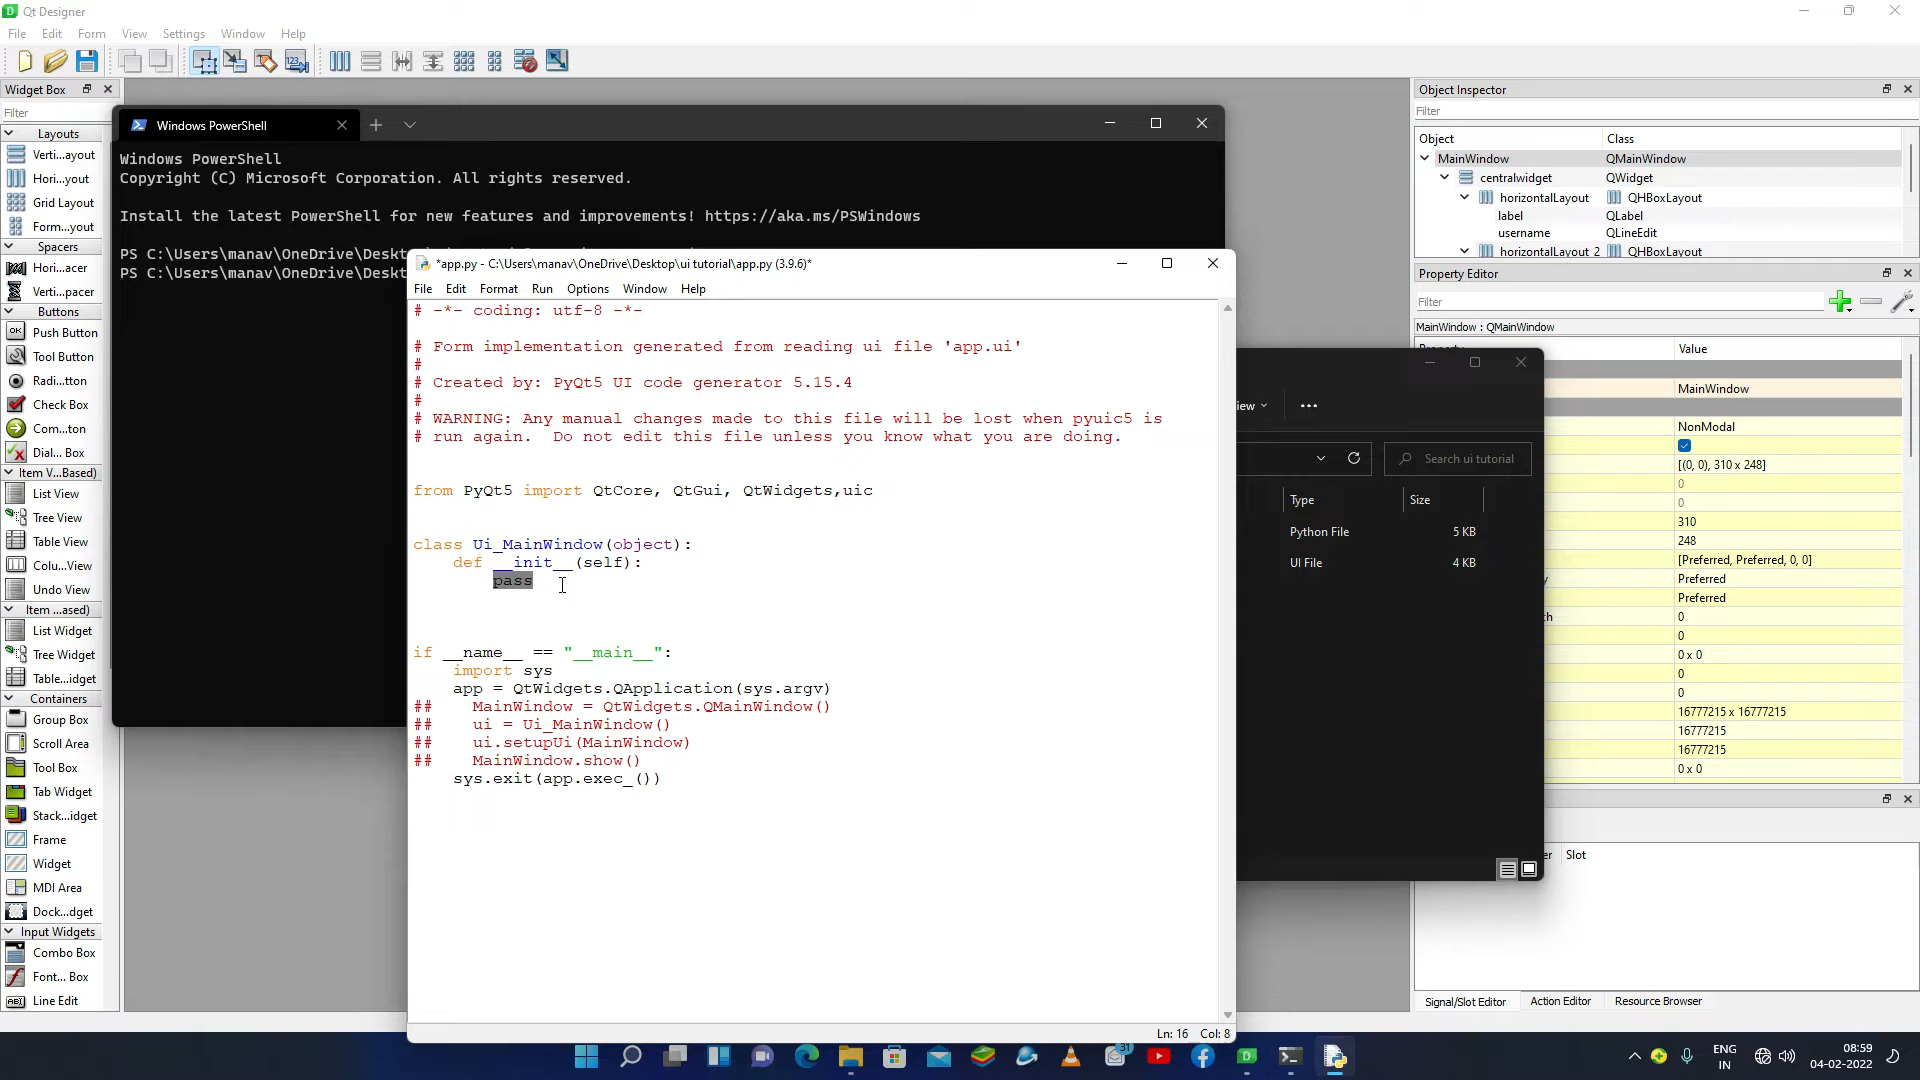 Qt Designer
File Edit Form View Settings Window Help
Widget Box
Filter
Layouts
Verti...ayout
Hori...yout
Grid Layout
Form...yout
Spacers
Hori...acer
Verti...pacer
Buttons
Push Button
Tool Button
Radi...tton
Check Box
Com...ton
Dial... Box
Item V...Based)
List View
Tree View
Table View
Colu...View
Undo View
Item ...ased)
List Widget
Tree Widget
Table...idget
Containers
Group Box
Scroll Area
Tool Box
Tab Widget
Stack...idget
Frame
Widget
MDI Area
Dock...dget
Input Widgets
Combo Box
Font... Box
Line Edit
Windows PowerShell
Windows PowerShell
Copyright (C) Microsoft Corporation. All rights reserved.
Install the latest PowerShell for new features and improvements! https://aka.ms/PSWindows
PS C:\Users\manav\OneDrive\Deskt
PS C:\Users\manav\OneDrive\Deskt
*app.py - C:\Users\manav\OneDrive\Desktop\ui tutorial\app.py (3.9.6)*
File Edit Format Run Options Window Help
# -*- coding: utf-8 -*-
# Form implementation generated from reading ui file 'app.ui'
#
# Created by: PyQt5 UI code generator 5.15.4
#
# WARNING: Any manual changes made to this file will be lost when pyuic5 is
# run again.  Do not edit this file unless you know what you are doing.
from PyQt5 import QtCore, QtGui, QtWidgets,uic
class Ui_MainWindow(object):
def __init__(self):
pass
if __name__ == "__main__":
import sys
app = QtWidgets.QApplication(sys.argv)
##    MainWindow = QtWidgets.QMainWindow()
##    ui = Ui_MainWindow()
##    ui.setupUi(MainWindow)
##    MainWindow.show()
sys.exit(app.exec_())
Ln: 16 Col: 8
iew
Search ui tutorial
Type Size
Python File 5 KB
UI File 4 KB
Object Inspector
Filter
Object Class
MainWindow QMainWindow
centralwidget QWidget
horizontalLayout QHBoxLayout
label QLabel
username QLineEdit
horizontalLayout_2 QHBoxLayout
Property Editor
Filter
MainWindow : QMainWindow
Value
MainWindow
NonModal
[(0, 0), 310 x 248]
0
0
310
248
[Preferred, Preferred, 0, 0]
Preferred
Preferred
0
0
0 x 0
0
0
16777215 x 16777215
16777215
16777215
0 x 0
er Slot
Signal/Slot Editor Action Editor Resource Browser
31
ENG
IN
08:59
04-02-2022